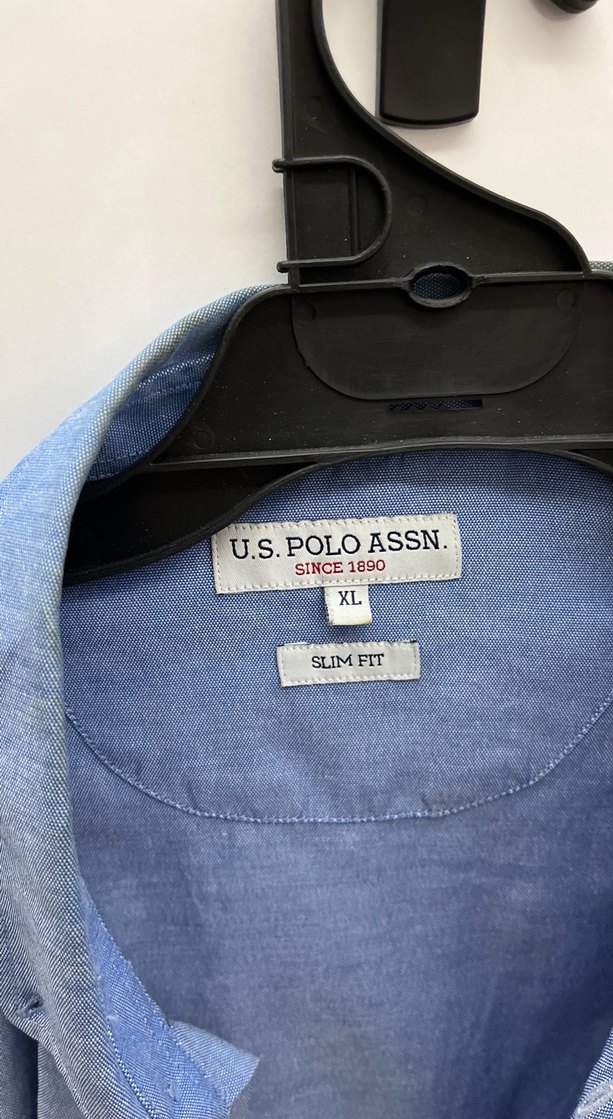 U.S. POLO ASSN.
SINCE 1890
XL
SLIM FIT